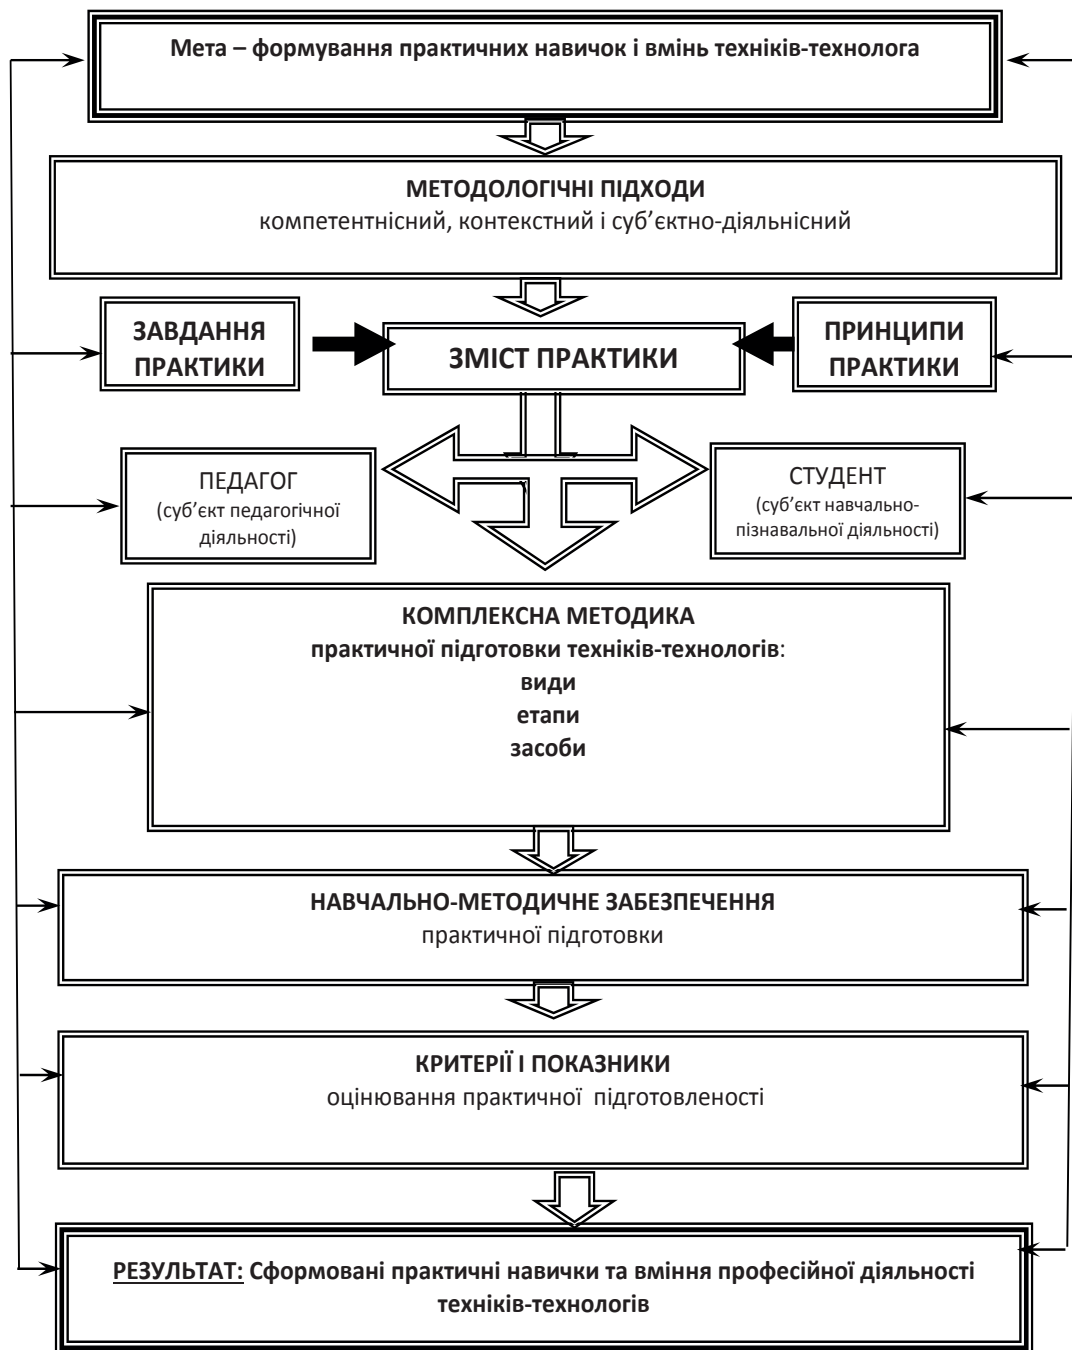 Мета – формування практичних навичок і вмінь техніків-технолога
МЕТОДОЛОГІЧНІ ПІДХОДИ
компетентнісний, контекстний і суб’єктно-діяльнісний
ЗАВДАННЯ
ПРАКТИКИ
ЗМІСТ ПРАКТИКИ
ПРИНЦИПИ
ПРАКТИКИ
ПЕДАГОГ
(суб’єкт педагогічної
діяльності)
СТУДЕНТ
(суб’єкт навчально-
пізнавальної діяльності)
КОМПЛЕКСНА МЕТОДИКА
практичної підготовки техніків-технологів:
види
етапи
засоби
НАВЧАЛЬНО-МЕТОДИЧНЕ ЗАБЕЗПЕЧЕННЯ
практичної підготовки
КРИТЕРІЇ І ПОКАЗНИКИ
оцінювання практичної підготовленості
РЕЗУЛЬТАТ: Сформовані практичні навички та вміння професійної діяльності
техніків-технологів